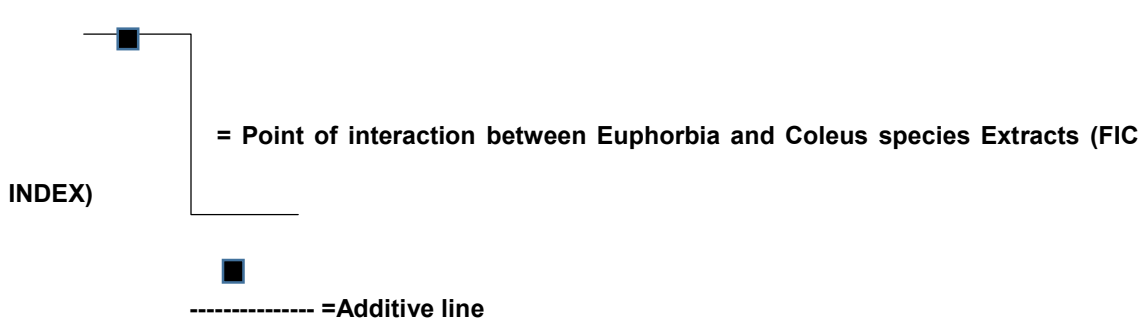 = Point of interaction between Euphorbia and Coleus species Extracts (FIC
INDEX)
--------------- =Additive line